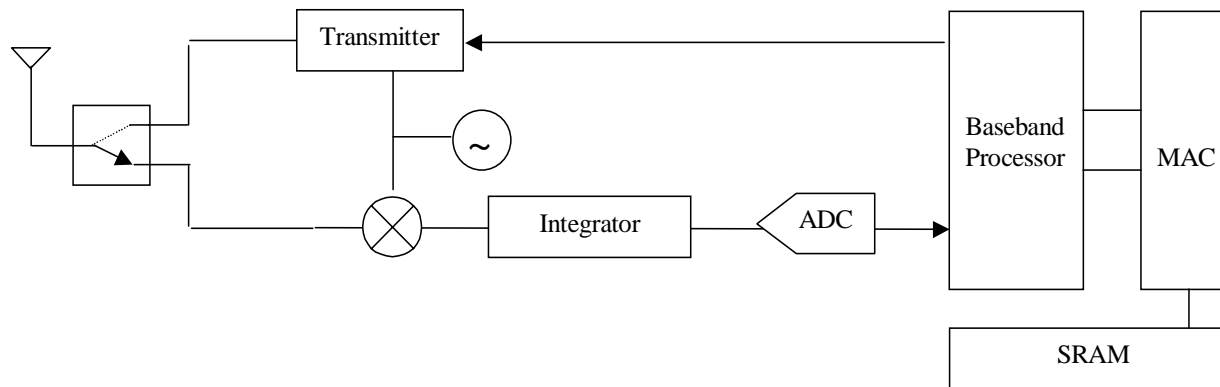 Transmitter
Baseband
Processor
MAC
~
Integrator
ADC
SRAM